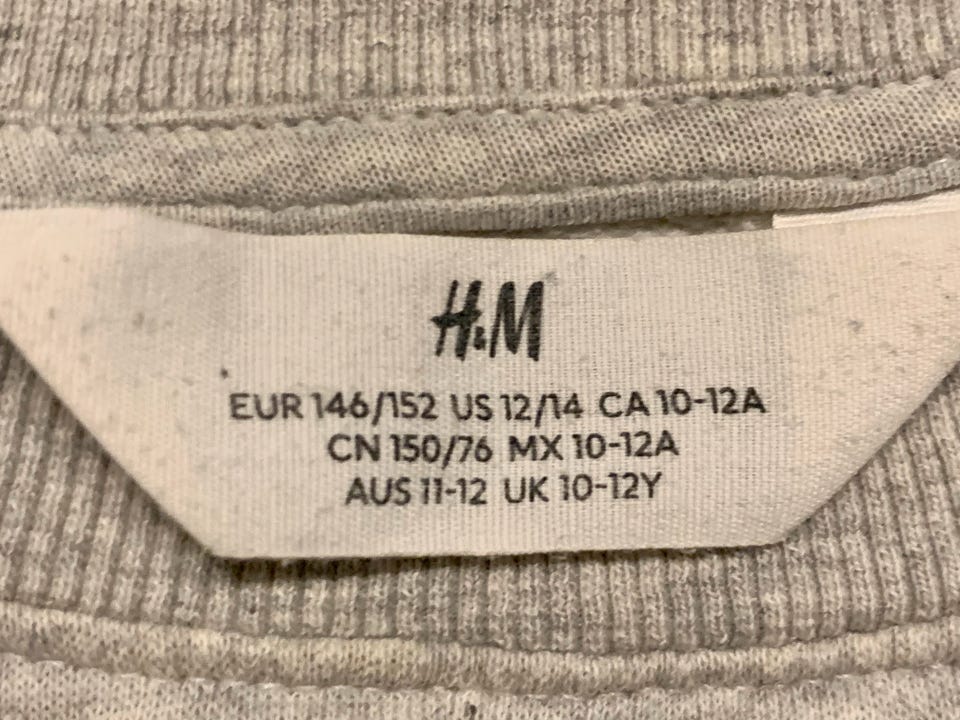 H&M
EUR 146/152 US 12/14 CA 10-12A
CN 150/76 MX 10-12A
AUS 11-12 UK 10-12Y